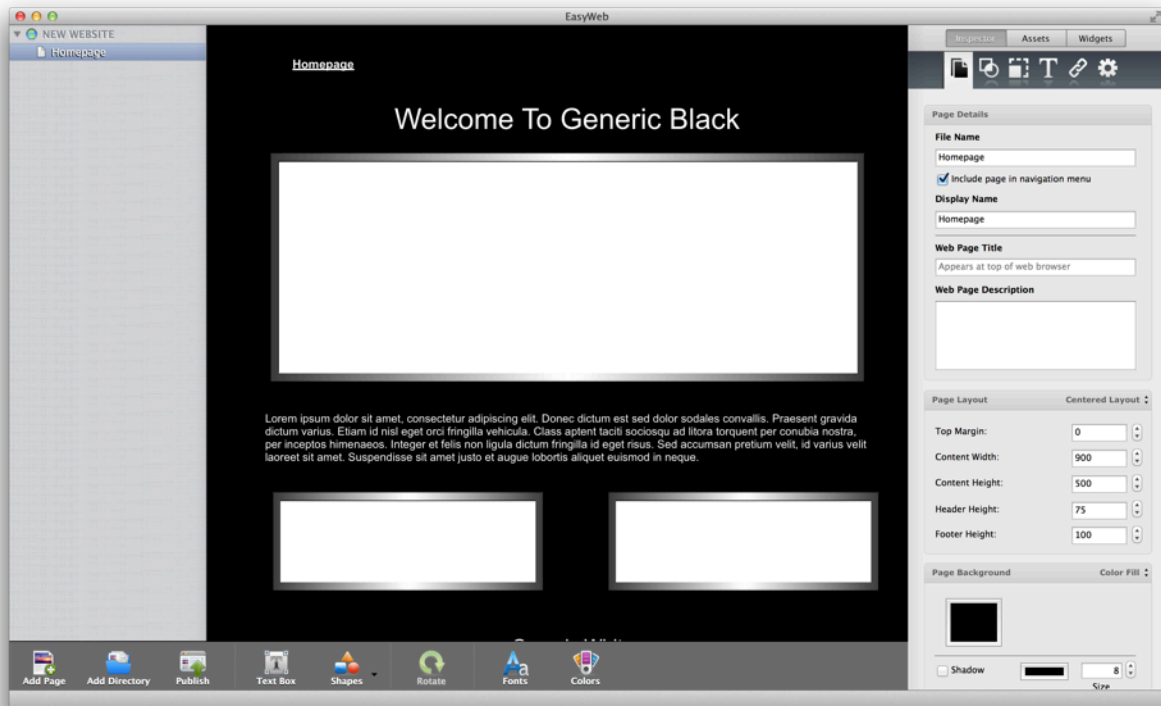 EasyWeb
NEW WEBSITE
Homepage
Homepage
Welcome To Generic Black
Lorem ipsum dolor sit amet, consectetur adipiscing elit. Donec dictum est sed dolor sodales convallis. Praesent gravida
dictum varius. Etiam id nisl eget orci fringilla vehicula. Class aptent taciti sociosqu ad litora torquent per conubia nostra,
per inceptos himenaeos. Integer et felis non ligula dictum fringilla id eget risus. Sed accumsan pretium velit, id varius velit
laoreet sit amet. Suspendisse sit amet justo et augue lobortis aliquet euismod in neque.
Inspector Assets Widgets
Page Details
File Name
Homepage
Include page in navigation menu
Display Name
Homepage
Web Page Title
Appears at top of web browser
Web Page Description
Page Layout Centered Layout
Top Margin: 0
Content Width: 900
Content Height: 500
Header Height: 75
Footer Height: 100
Page Background Color Fill
Shadow 8
Size
Add Page Add Directory Publish Text Box Shapes Rotate Fonts Colors